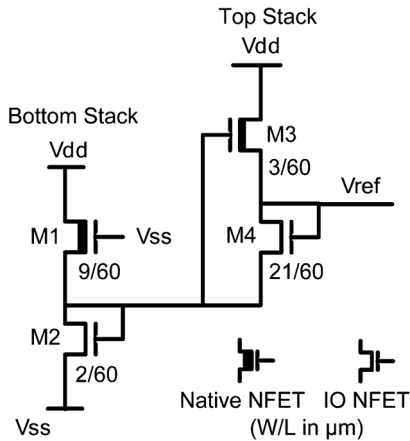 Top Stack
Vdd
Bottom Stack
Vdd
M3
3/60
Vref
M1
Vss
M4
9/60
21/60
M2
2/60
Vss
Native NFET
IO NFET
(W/L in μm)